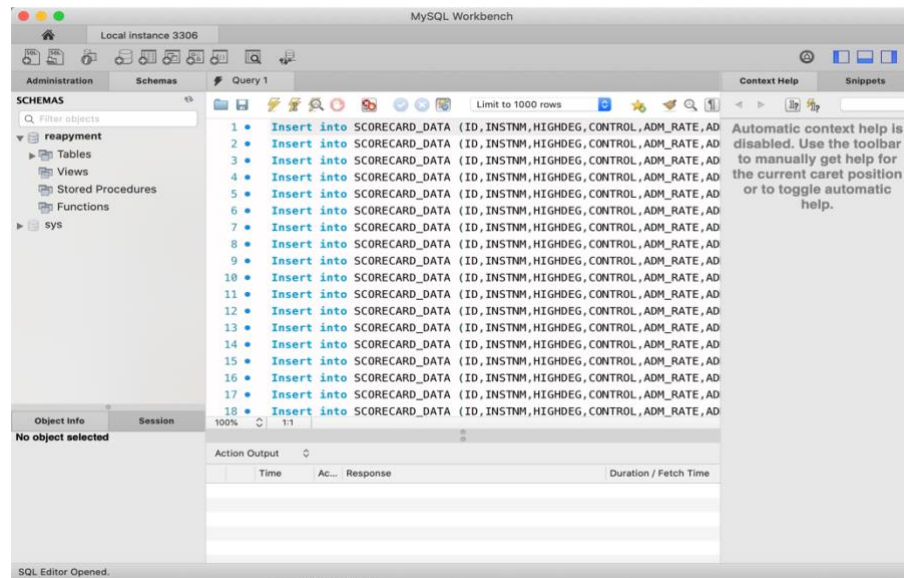 MySQL Workbench
Local instance 3306
Administration Schemas Query 1 Context Help Snippets
SCHEMAS
Filter objects
Limit to 1000 rows
reapyment
Tables
Views
Stored Procedures
Functions
sys
1 Insert into SCORECARD_DATA (ID,INSTNM,HIGHDEG,CONTROL,ADM_RATE,AD
2 Insert into SCORECARD_DATA (ID,INSTNM,HIGHDEG,CONTROL,ADM_RATE,AD
3 Insert into SCORECARD_DATA (ID,INSTNM,HIGHDEG,CONTROL,ADM_RATE,AD
4 Insert into SCORECARD_DATA (ID,INSTNM,HIGHDEG,CONTROL,ADM_RATE,AD
5 Insert into SCORECARD_DATA (ID,INSTNM,HIGHDEG,CONTROL,ADM_RATE,AD
6 Insert into SCORECARD_DATA (ID,INSTNM,HIGHDEG,CONTROL,ADM_RATE,AD
7 Insert into SCORECARD_DATA (ID,INSTNM,HIGHDEG,CONTROL,ADM_RATE,AD
8 Insert into SCORECARD_DATA (ID,INSTNM,HIGHDEG,CONTROL,ADM_RATE,AD
9 Insert into SCORECARD_DATA (ID,INSTNM,HIGHDEG,CONTROL,ADM_RATE,AD
10 Insert into SCORECARD_DATA (ID,INSTNM,HIGHDEG,CONTROL,ADM_RATE,AD
11 Insert into SCORECARD_DATA (ID,INSTNM,HIGHDEG,CONTROL,ADM_RATE,AD
12 Insert into SCORECARD_DATA (ID,INSTNM,HIGHDEG,CONTROL,ADM_RATE,AD
13 Insert into SCORECARD_DATA (ID,INSTNM,HIGHDEG,CONTROL,ADM_RATE,AD
14 Insert into SCORECARD_DATA (ID,INSTNM,HIGHDEG,CONTROL,ADM_RATE,AD
15 Insert into SCORECARD_DATA (ID,INSTNM,HIGHDEG,CONTROL,ADM_RATE,AD
16 Insert into SCORECARD_DATA (ID,INSTNM,HIGHDEG,CONTROL,ADM_RATE,AD
17 Insert into SCORECARD_DATA (ID,INSTNM,HIGHDEG,CONTROL,ADM_RATE,AD
18 Insert into SCORECARD_DATA (ID,INSTNM,HIGHDEG,CONTROL,ADM_RATE,AD
100% 1:1
Automatic context help is
disabled. Use the toolbar
to manually get help for
the current caret position
or to toggle automatic
help.
Object Info Session
No object selected
Action Output
Time Ac... Response Duration / Fetch Time
SQL Editor Opened.